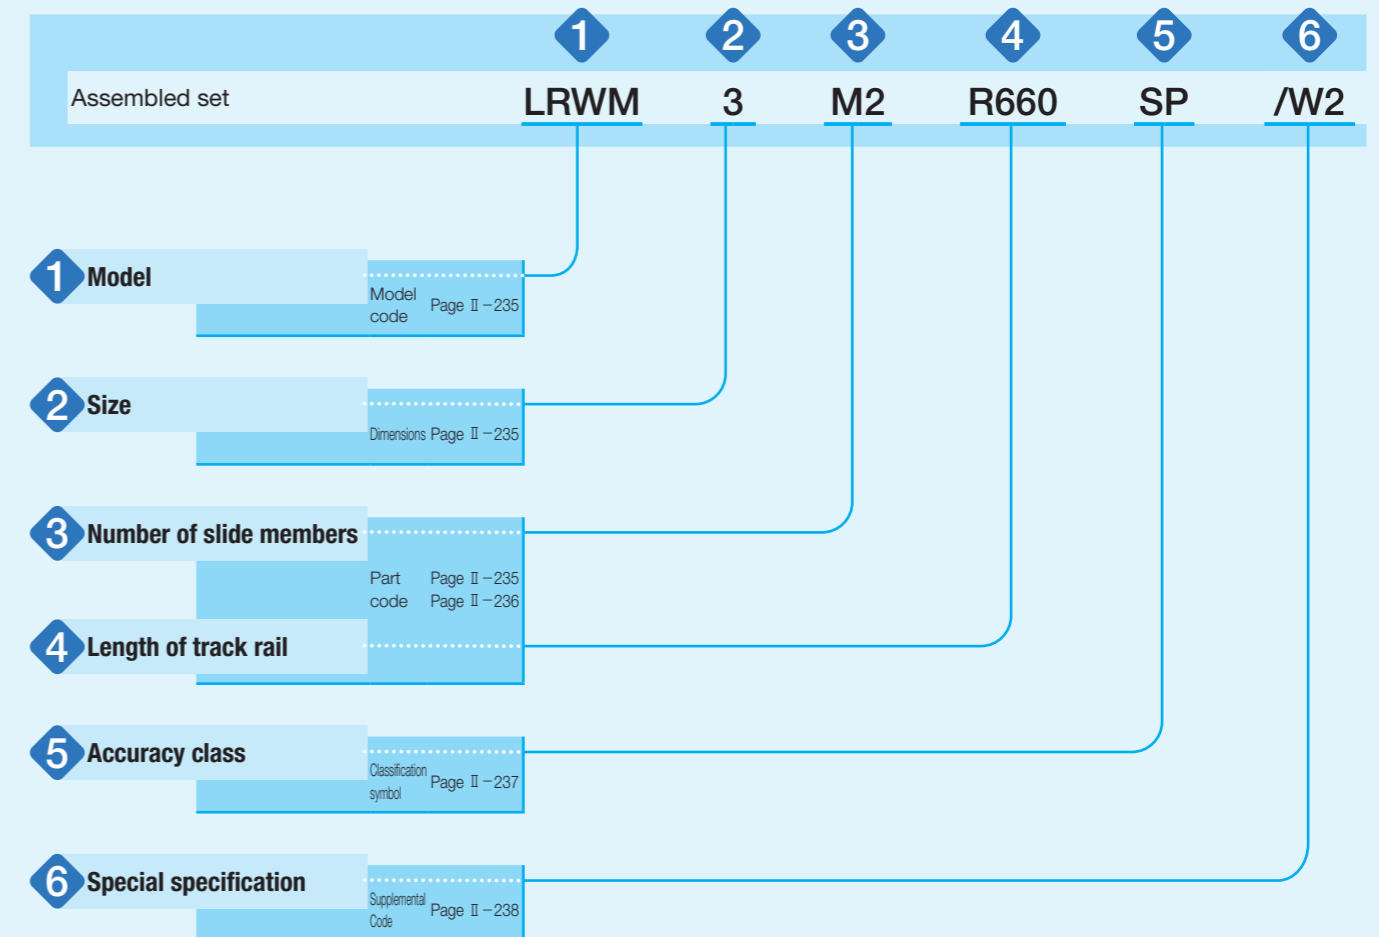 1 2 3 4 5 6
Assembled set LRWM 3 M2 R660 SP /W2
1 Model
Model
code Page Ⅱ－235
2 Size
Dimensions Page Ⅱ－235
3 Number of slide members
Part Page Ⅱ－235
code Page Ⅱ－236
4 Length of track rail
5 Accuracy class
Classification
symbol Page Ⅱ－237
6 Special specification
Supplemental
Code Page Ⅱ－238